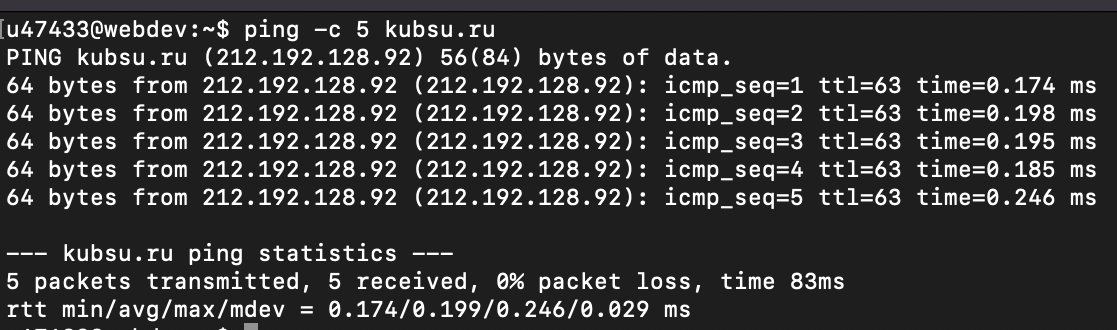 u47433@webdev:~$ ping -c 5 kubsu.ru
PING kubsu.ru (212.192.128.92) 56(84) bytes of data.
64 bytes from 212.192.128.92 (212.192.128.92): icmp_seq=1 ttl=63 time=0.174 ms
64 bytes from 212.192.128.92 (212.192.128.92): icmp_seq=2 ttl=63 time=0.198 ms
64 bytes from 212.192.128.92 (212.192.128.92): icmp_seq=3 ttl=63 time=0.195 ms
64 bytes from 212.192.128.92 (212.192.128.92): icmp_seq=4 ttl=63 time=0.185 ms
64 bytes from 212.192.128.92 (212.192.128.92): icmp_seq=5 ttl=63 time=0.246 ms
--- kubsu.ru ping statistics ---
5 packets transmitted, 5 received, 0% packet loss, time 83ms
rtt min/avg/max/mdev = 0.174/0.199/0.246/0.029 ms